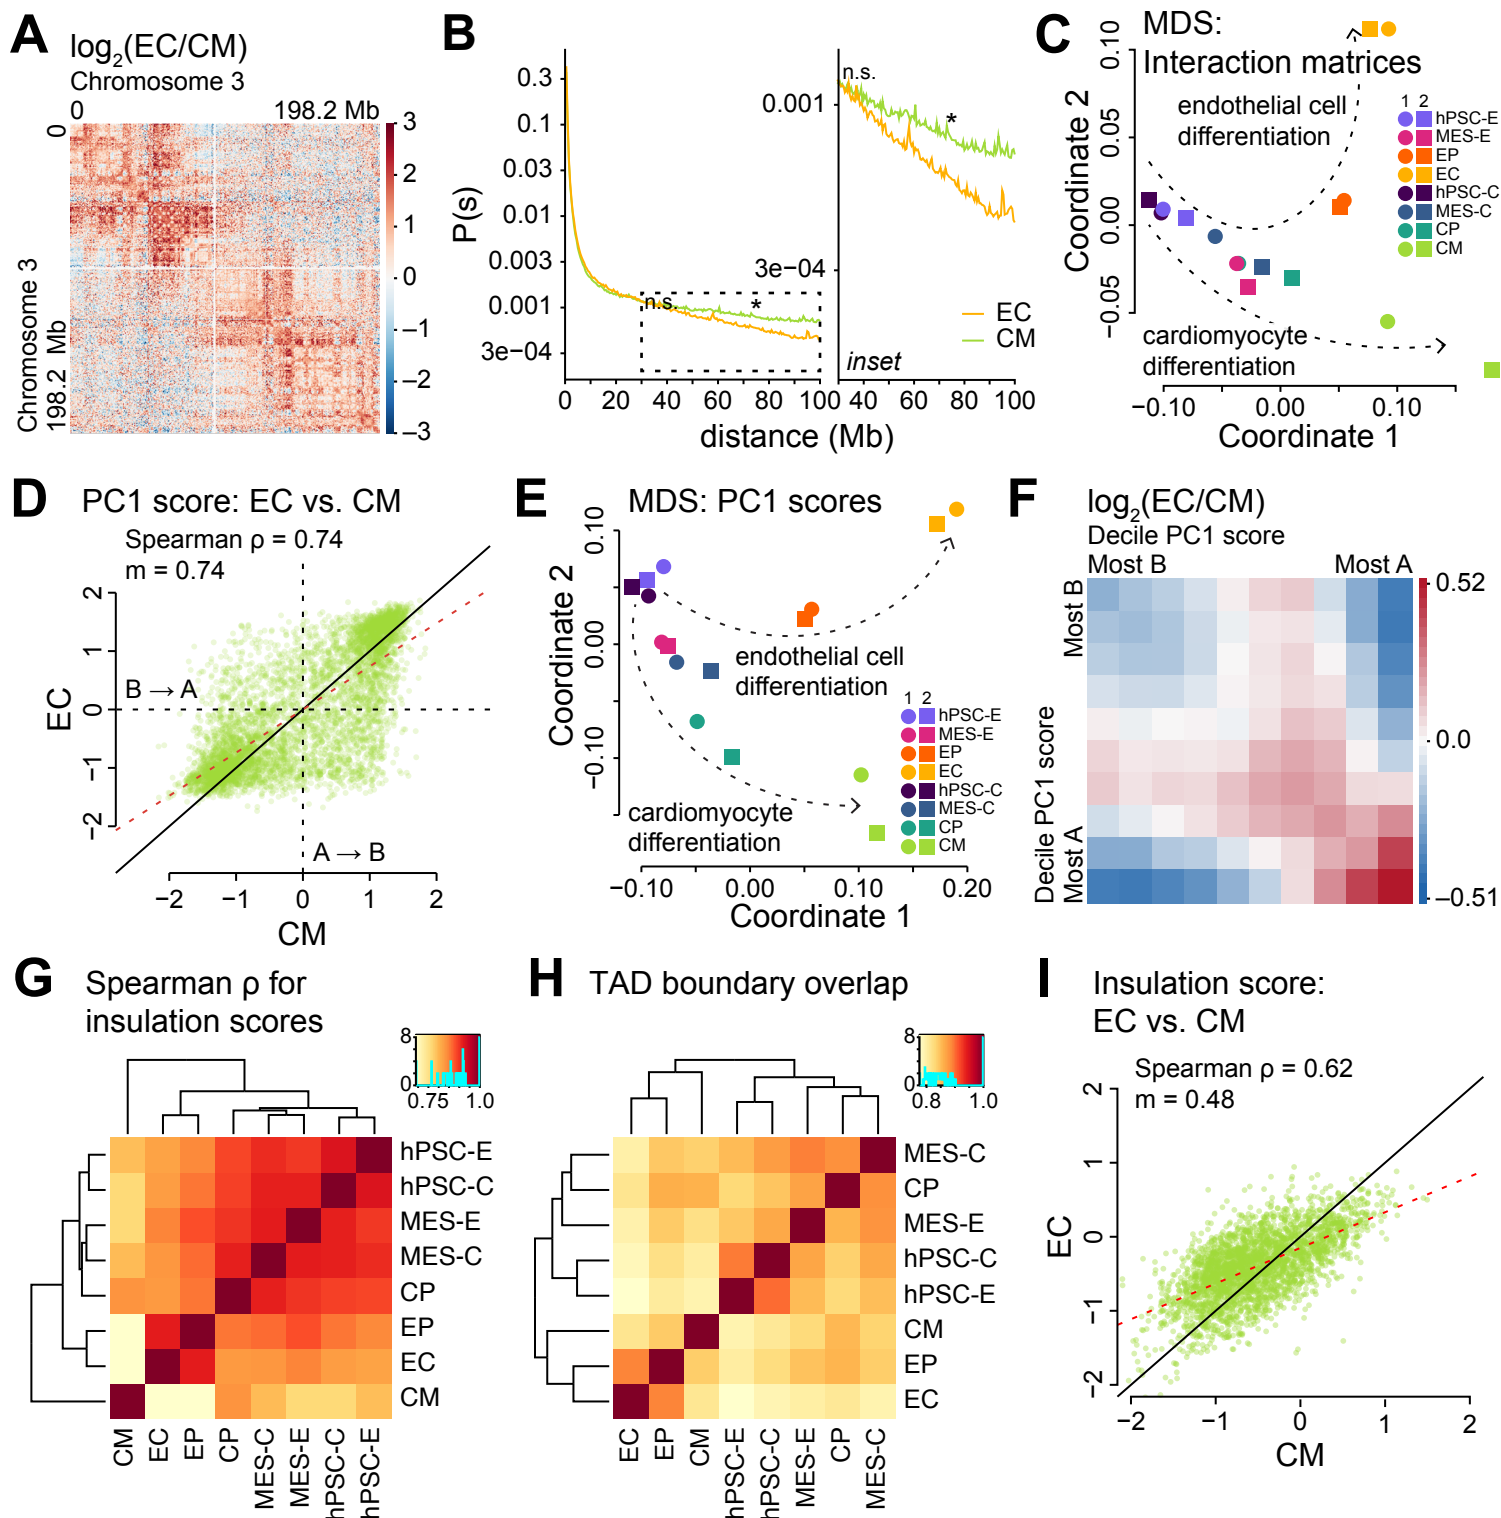 A
log2(EC/CM)
Chromosome 3
0 198.2 Mb
0
Chromosome 3
198.2 Mb
3
2
1
0
−1
−2
−3
B
P(s)
0.3
0.1
0.03
0.01
0.003
0.001
3e−04
n.s.
*
0 20 40 60 80 100
n.s.
*
0.001
3e−04
EC
CM
inset
30 40 60 80 100
distance (Mb)
C
MDS:
Interaction matrices
endothelial cell
differentiation
1 2
hPSC-E
MES-E
EP
EC
hPSC-C
MES-C
CP
CM
cardiomyocyte
differentiation
Coordinate 2
0.10
0.05
0.00
−0.05
−0.10 0.00 0.10
Coordinate 1
D
PC1 score: EC vs. CM
Spearman ρ = 0.74
m = 0.74
B → A
A → B
EC
2
1
0
−1
−2
−2 −1 0 1 2
CM
E
MDS: PC1 scores
Coordinate 2
0.10
0.00
−0.10
endothelial cell
differentiation
1 2
hPSC-E
MES-E
EP
EC
hPSC-C
MES-C
CP
CM
cardiomyocyte
differentiation
−0.10 0.00 0.10 0.20
Coordinate 1
F
log2(EC/CM)
Decile PC1 score
Most B Most A
Most B
Decile PC1 score
Most A
0.52
0.0
−0.51
G
Spearman ρ for
insulation scores
8
0
0.75 1.0
hPSC-E
hPSC-C
MES-E
MES-C
CP
EP
EC
CM
CM
EC
EP
CP
MES-C
MES-E
hPSC-C
hPSC-E
H
TAD boundary overlap
8
0
0.8 1.0
MES-C
CP
MES-E
hPSC-C
hPSC-E
CM
EP
EC
EC
EP
CM
hPSC-E
hPSC-C
MES-E
CP
MES-C
I
Insulation score:
EC vs. CM
Spearman ρ = 0.62
m = 0.48
EC
2
1
0
−1
−2
−2 −1 0 1 2
CM